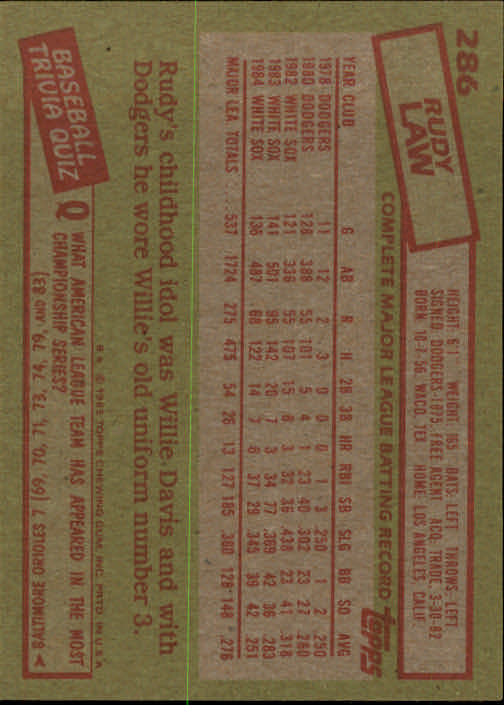 286
RUDY
LAW
HEIGHT: 6'1" WEIGHT: 165 BATS: LEFT THROWS: LEFT
SIGNED: DODGERS-1975, FREE AGENT ACQ: TRADE, 3-30-82
BORN: 10-7-56, WACO, TEX HOME: LOS ANGELES, CALIF.
COMPLETE MAJOR LEAGUE BATTING RECORD
topps
YEAR CLUB G AB R H 2B 3B HR RBI SB SLG BB SO AVG
1978 DODGERS 11 12 2 3 0 0 0 1 3 .250 1 2 .250
1980 DODGERS 128 388 55 101 5 4 1 23 40 .302 23 27 .260
1982 WHITE SOX 121 336 55 107 15 8 3 32 36 .438 23 41 .318
1983 WHITE SOX 141 501 95 142 20 7 3 34 77 .369 42 36 .283
1984 WHITE SOX 136 487 68 122 14 7 6 37 29 .345 39 42 .251
MAJOR LEA. TOTALS 537 1724 275 475 54 26 13 127 185 .380 128 148 .276
Rudy's childhood idol was Willie Davis and with
Dodgers he wore Willie's old uniform number 3.
® & © 1985 TOPPS CHEWING GUM, INC. PRTD. IN U.S.A.
BASEBALL
TRIVIA QUIZ
Q WHAT AMERICAN LEAGUE TEAM HAS APPEARED IN THE MOST
CHAMPIONSHIP SERIES?
BALTIMORE ORIOLES 7 (69, 70, 71, 73, 74, 79, AND 83) A